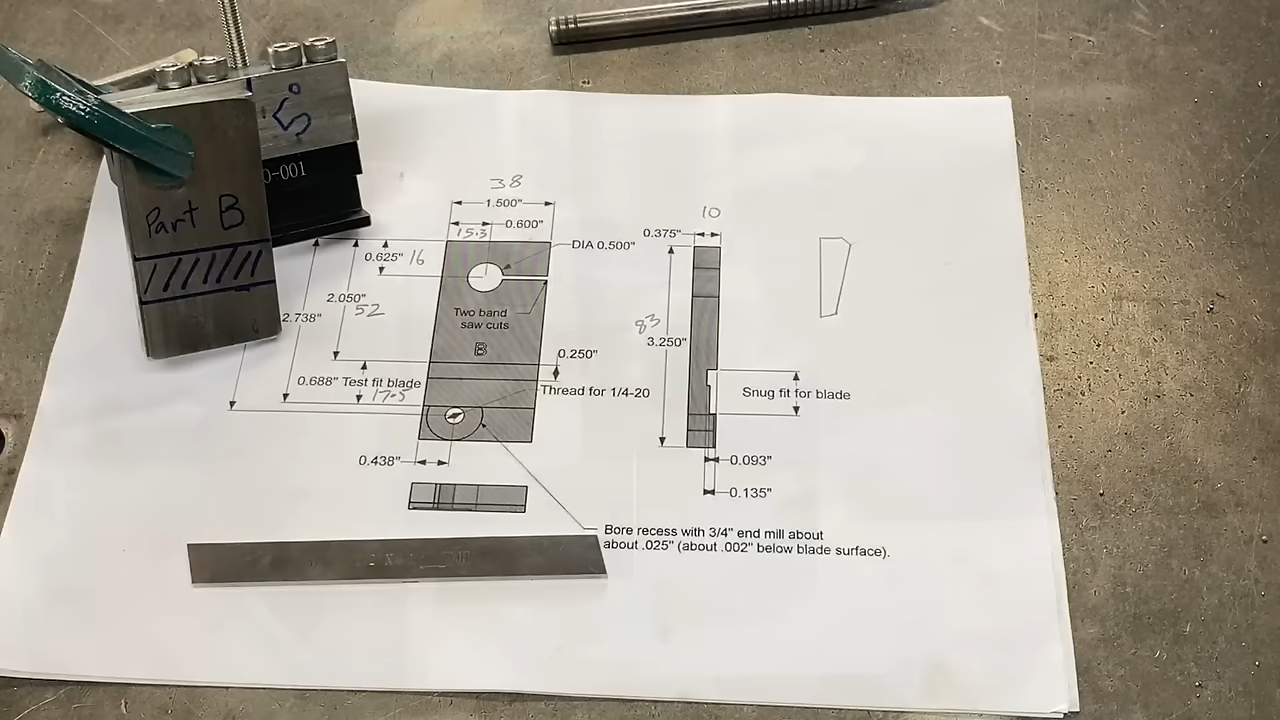 5°
0-001
Part B
38
1.500"
0.600"
15.3
DIA 0.500"
0.625" 16
2.050"
52
2.738"
Two band
saw cuts
B
0.250"
0.688" Test fit blade
17.5
Thread for 1/4-20
0.438"
10
0.375"
83
3.250"
Snug fit for blade
0.093"
0.135"
Bore recess with 3/4" end mill about
about .025" (about .002" below blade surface).